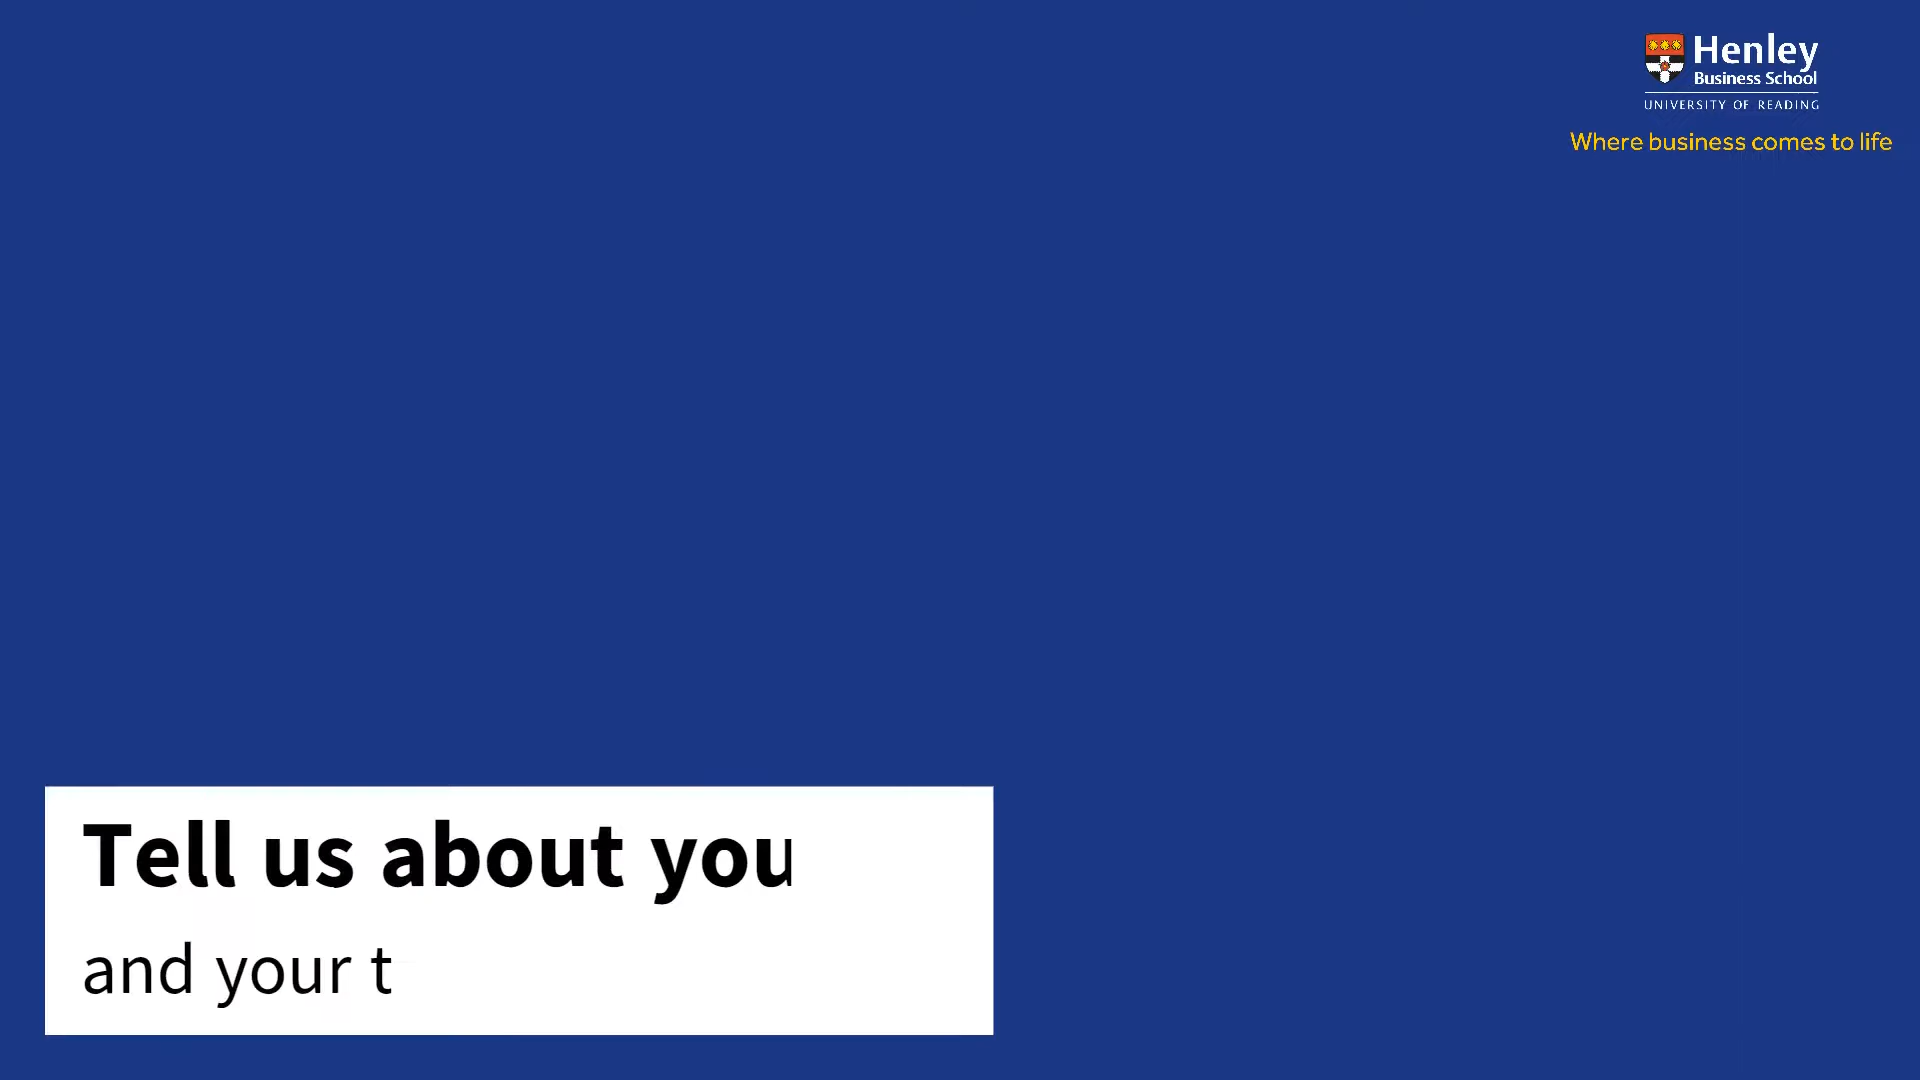 Henley
Business School
UNIVERSITY OF READING
Where business comes to life
Tell us about you
and your t